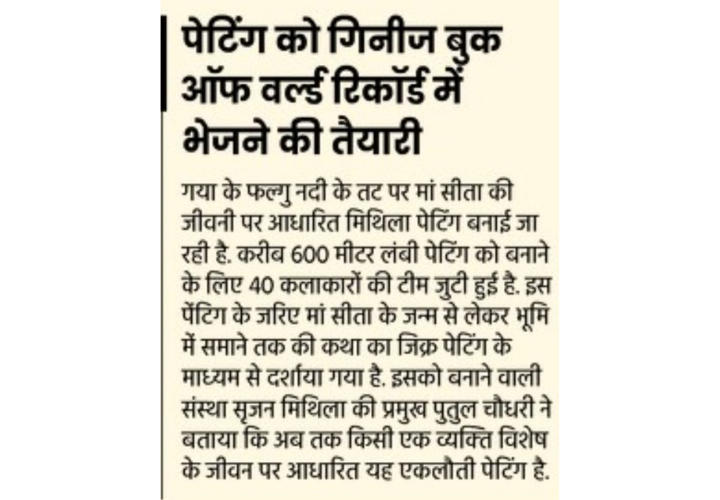 पेटिंग को गिनीज बुक
ऑफ वर्ल्ड रिकॉर्ड में
भेजने की तैयारी
गया के फल्गु नदी के तट पर मां सीता की
जीवनी पर आधारित मिथिला पेटिंग बनाई जा
रही है. करीब 600 मीटर लंबी पेटिंग को बनाने
के लिए 40 कलाकारों की टीम जुटी हुई है. इस
पेंटिग के जरिए मां सीता के जन्म से लेकर भूमि
में समाने तक की कथा का जिक्र पेटिंग के
माध्यम से दर्शाया गया है. इसको बनाने वाली
संस्था सृजन मिथिला की प्रमुख पुतुल चौधरी ने
बताया कि अब तक किसी एक व्यक्ति विशेष
के जीवन पर आधारित यह एकलौती पेटिंग है.